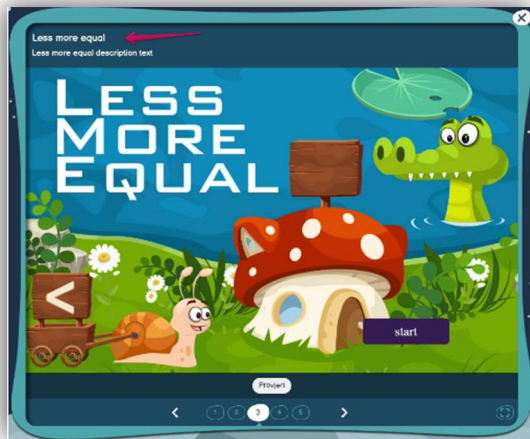 Less more equal
Less more equal description text
LESS
MORE
EQUAL
<
start
Provjeri
< 1 2 3 4 5 >